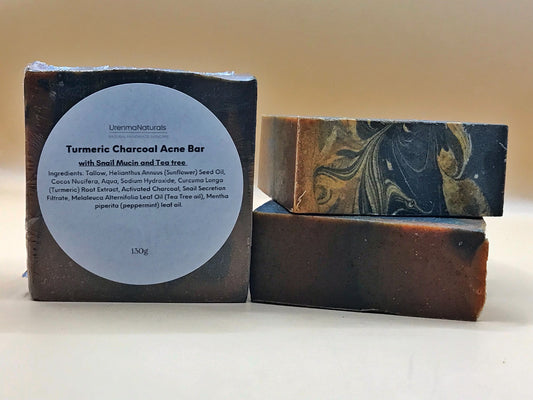 UrenmaNaturals
NATURAL HANDMADE SKINCARE
Turmeric Charcoal Acne Bar
with Snail Mucin and Tea tree
Ingredients: Tallow, Helianthus Annuus (Sunflower) Seed Oil,
Cocos Nucifera, Aqua, Sodium Hydroxide, Curcuma Longa
(Turmeric) Root Extract, Activated Charcoal, Snail Secretion
Filtrate, Melaleuca Alternifolia Leaf Oil (Tea Tree oil), Mentha
piperita (peppermint) leaf oil.
150g